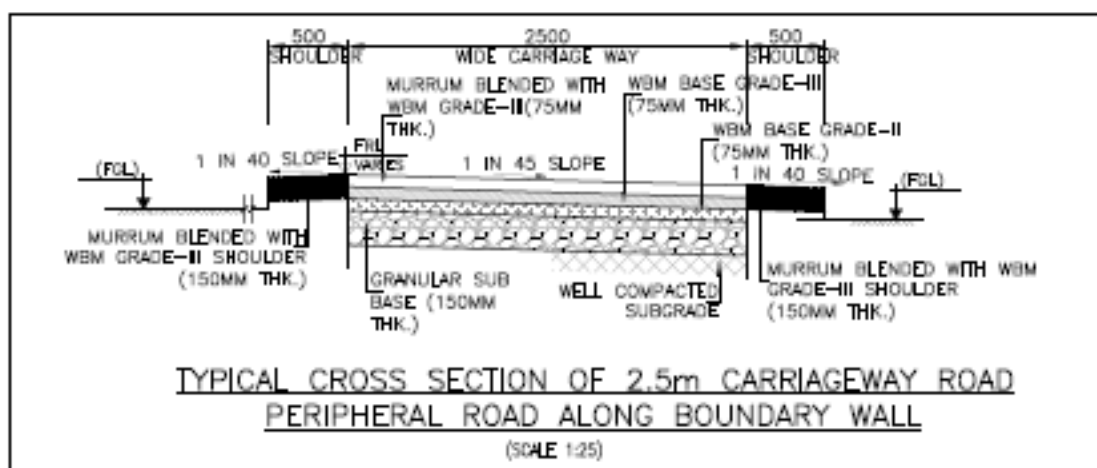 500
2500
500
SHOULDER
WIDE CARRIAGE WAY
SHOULDER
MURRUM BLENDED WITH
WBM GRADE-II(75MM
THK.)
WBM BASE GRADE-III
(75MM THK.)
WBM BASE GRADE-II
(75MM THK.)
(FGL)
1 IN 40 SLOPE
FRL
VARIES
1 IN 45 SLOPE
1 IN 40 SLOPE
(FGL)
MURRUM BLENDED WITH
WBM GRADE-II SHOULDER
(150MM THK.)
GRANULAR SUB
BASE (150MM
THK.)
WELL COMPACTED
SUBGRADE
MURRUM BLENDED WITH WBM
GRADE-III SHOULDER
(150MM THK.)
TYPICAL CROSS SECTION OF 2.5m CARRIAGEWAY ROAD
PERIPHERAL ROAD ALONG BOUNDARY WALL
(SCALE 1:25)